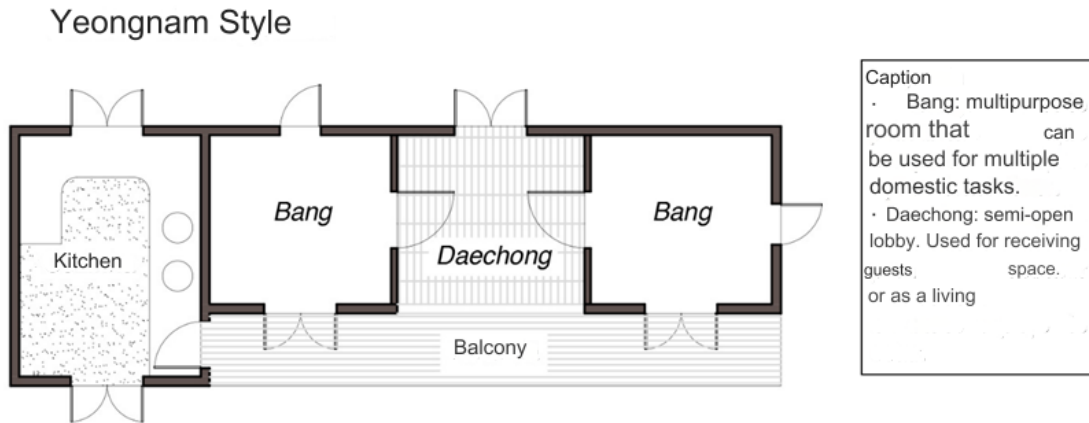 Yeongnam Style
Kitchen
Bang
Daechong
Bang
Balcony
Caption
· Bang: multipurpose
room that can
be used for multiple
domestic tasks.
· Daechong: semi-open
lobby. Used for receiving
guests space.
or as a living